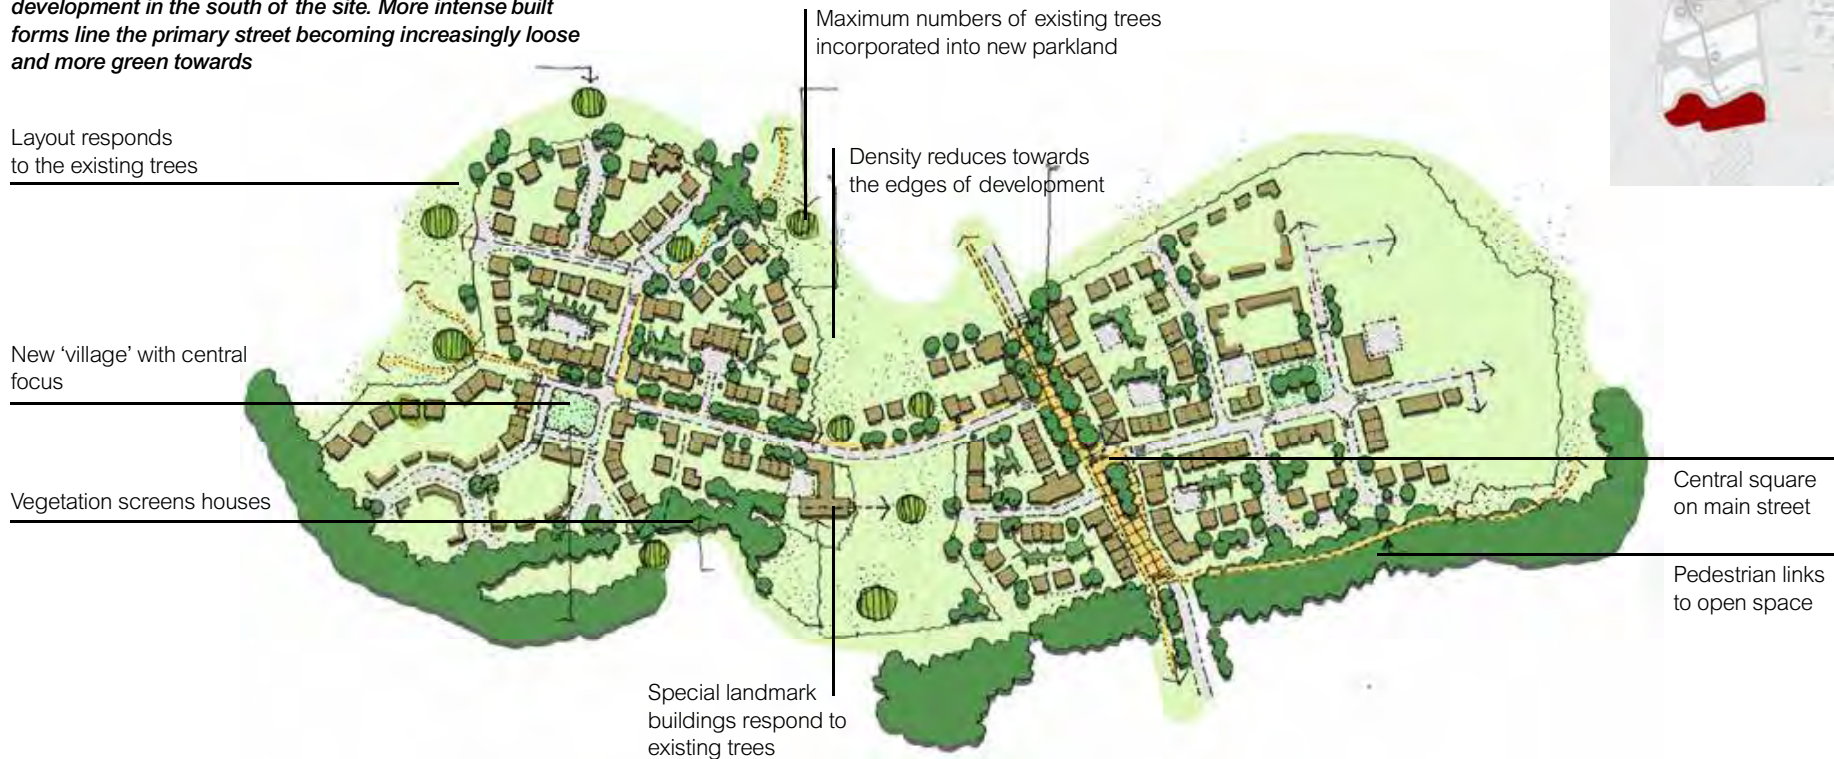 development in the south of the site. More intense built
forms line the primary street becoming increasingly loose
and more green towards
Maximum numbers of existing trees
incorporated into new parkland
Layout responds
to the existing trees
Density reduces towards
the edges of development
New ‘village’ with central
focus
Vegetation screens houses
Central square
on main street
Pedestrian links
to open space
Special landmark
buildings respond to
existing trees